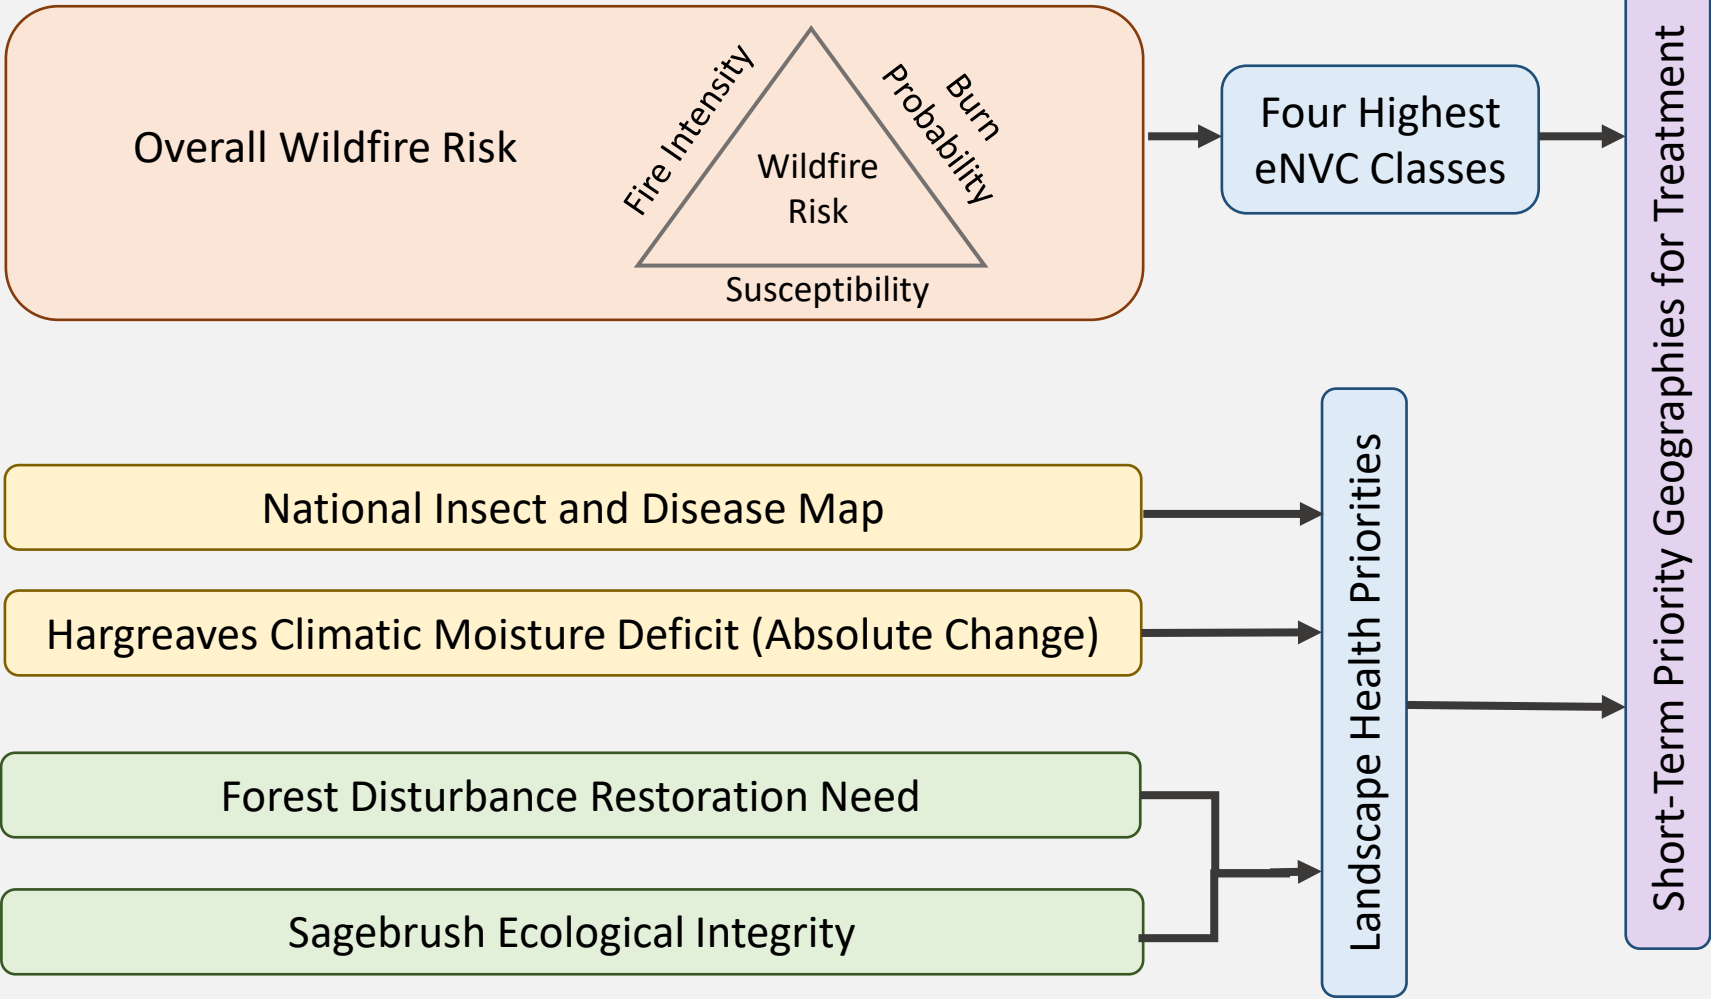 Overall Wildfire Risk
Fire Intensity
Burn
Probability
Wildfire
Risk
Susceptibility
Four Highest
eNVC Classes
National Insect and Disease Map
Hargreaves Climatic Moisture Deficit (Absolute Change)
Forest Disturbance Restoration Need
Sagebrush Ecological Integrity
Landscape Health Priorities
Short-Term Priority Geographies for Treatment